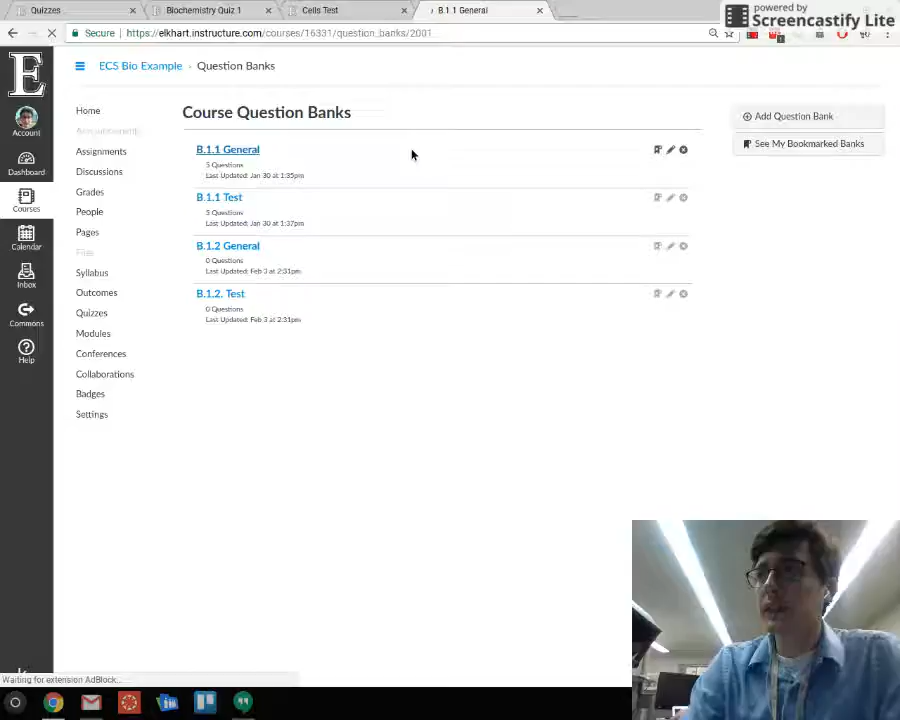 Quizzes
Biochemistry Quiz 1
Cells Test
B.1.1 General
powered by
Screencastify Lite
Secure
https://elkhart.instructure.com/courses/16331/question_banks/2001
E
ECS Bio Example
Question Banks
Account
Dashboard
Courses
Calendar
Inbox
Commons
Help
Home
Announcements
Assignments
Discussions
Grades
People
Pages
Files
Syllabus
Outcomes
Quizzes
Modules
Conferences
Collaborations
Badges
Settings
Course Question Banks
B.1.1 General
5 Questions
Last Updated: Jan 30 at 1:35pm
B.1.1 Test
5 Questions
Last Updated: Jan 30 at 1:37pm
B.1.2 General
0 Questions
Last Updated: Feb 3 at 2:31pm
B.1.2. Test
0 Questions
Last Updated: Feb 3 at 2:31pm
Add Question Bank
See My Bookmarked Banks
Waiting for extension AdBlock...